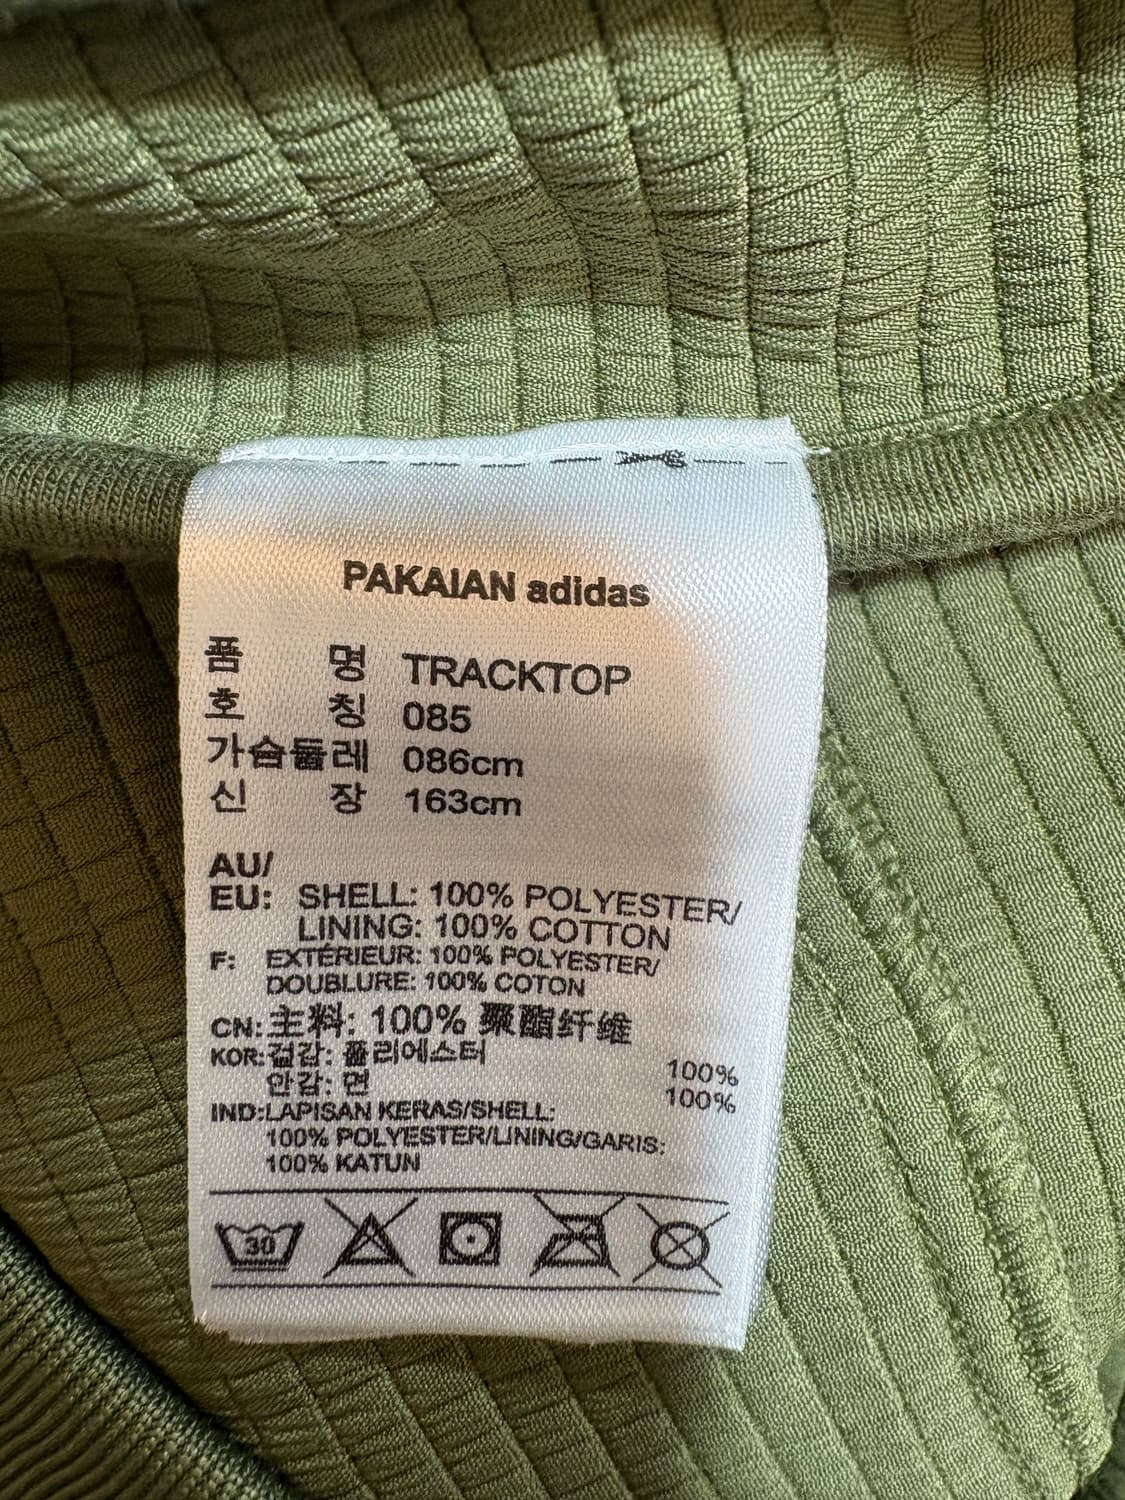 PAKAIAN adidas
품 명 TRACKTOP
호 칭 085
가슴둘레 086cm
신 장 163cm
AU/
EU: SHELL: 100% POLYESTER/
LINING: 100% COTTON
F: EXTÉRIEUR: 100% POLYESTER/
DOUBLURE: 100% COTON
CN: 主料: 100% 聚酯纤维
KOR: 겉감: 폴리에스터 100%
안감: 면 100%
IND: LAPISAN KERAS/SHELL:
100% POLYESTER/LINING/GARIS:
100% KATUN
30